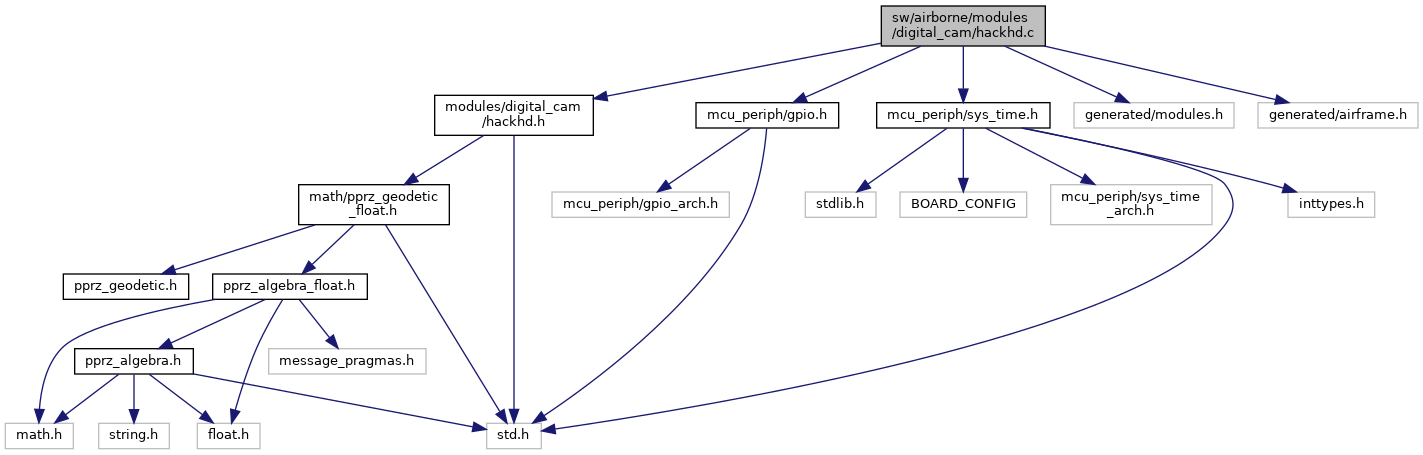 sw/airborne/modules
/digital_cam/hackhd.c
modules/digital_cam
/hackhd.h
mcu_periph/gpio.h
mcu_periph/sys_time.h
generated/modules.h
generated/airframe.h
math/pprz_geodetic
_float.h
mcu_periph/gpio_arch.h
stdlib.h
BOARD_CONFIG
mcu_periph/sys_time
_arch.h
inttypes.h
pprz_geodetic.h
pprz_algebra_float.h
pprz_algebra.h
message_pragmas.h
math.h
string.h
float.h
std.h